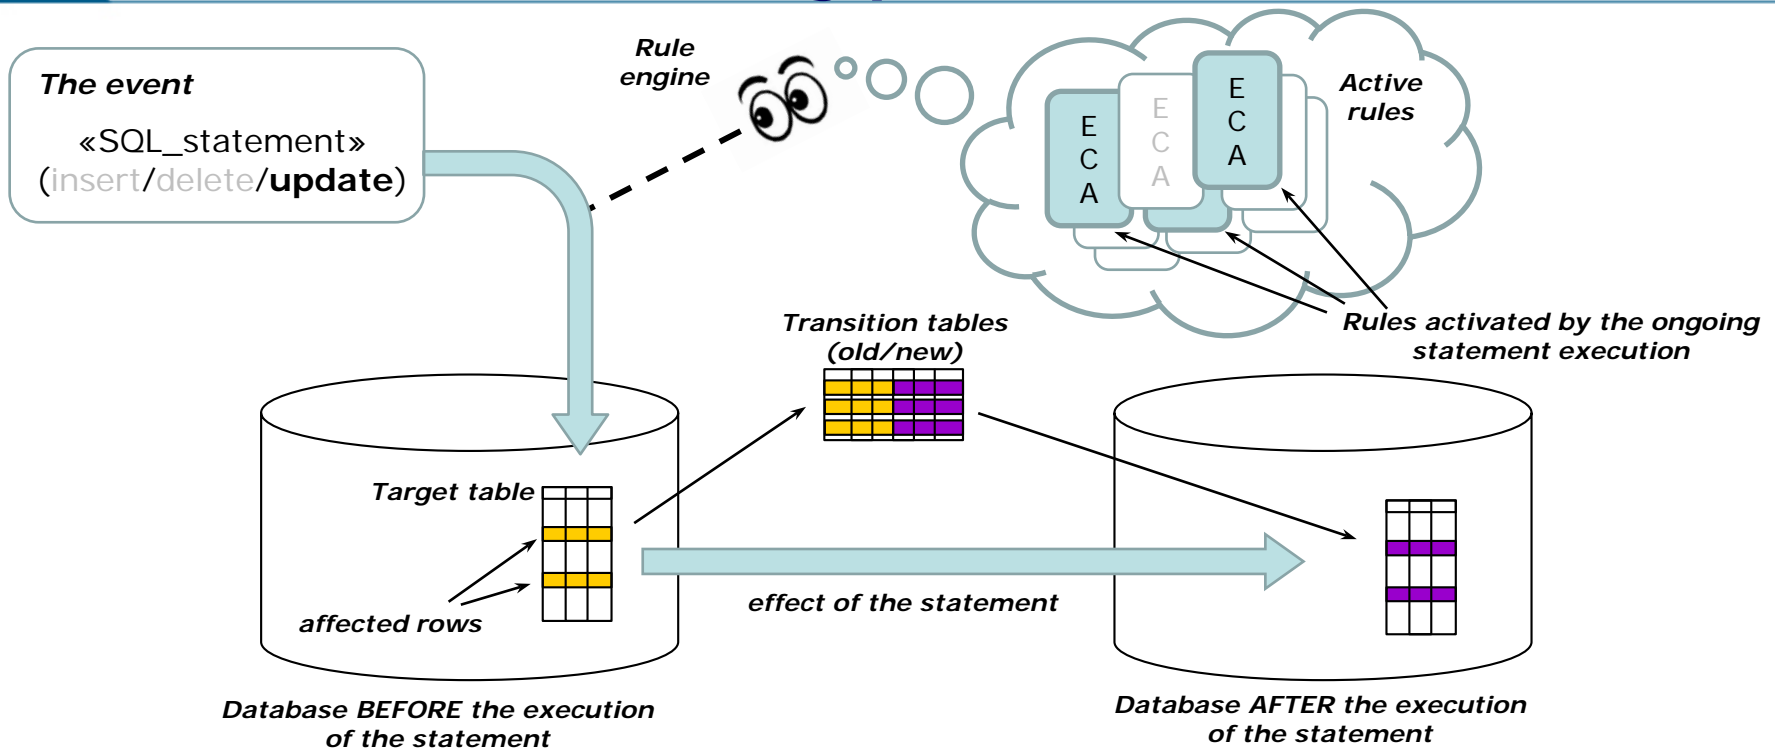 The event
«SQL_statement»
(insert/delete/update)
Rule
engine
E
C
A
E
C
A
E
C
A
Active
rules
Rules activated by the ongoing
statement execution
Transition tables
(old/new)
Target table
affected rows
effect of the statement
Database BEFORE the execution
of the statement
Database AFTER the execution
of the statement